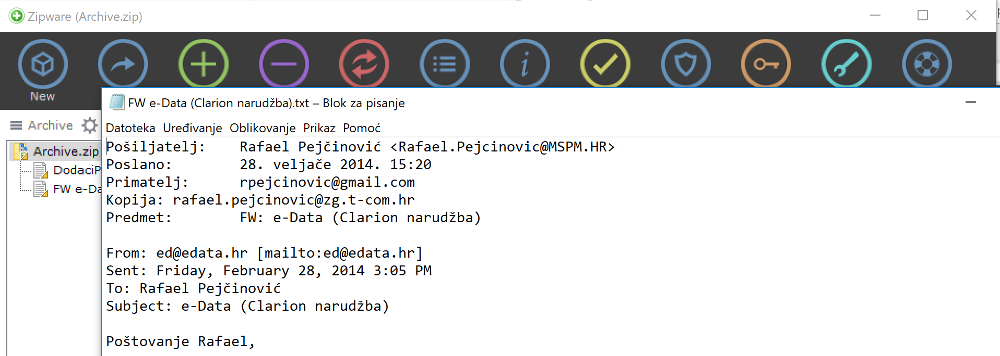 Zipware (Archive.zip)
New
Archive
Archive.zip
DodaciP
FW e-Da
FW e-Data (Clarion narudžba).txt – Blok za pisanje
Datoteka Uređivanje Oblikovanje Prikaz Pomoć
Pošiljatelj: Rafael Pejčinović <Rafael.Pejcinovic@MSPM.HR>
Poslano: 28. veljače 2014. 15:20
Primatelj: rpejcinovic@gmail.com
Kopija: rafael.pejcinovic@zg.t-com.hr
Predmet: FW: e-Data (Clarion narudžba)
From: ed@edata.hr [mailto:ed@edata.hr]
Sent: Friday, February 28, 2014 3:05 PM
To: Rafael Pejčinović
Subject: e-Data (Clarion narudžba)
Poštovanje Rafael,